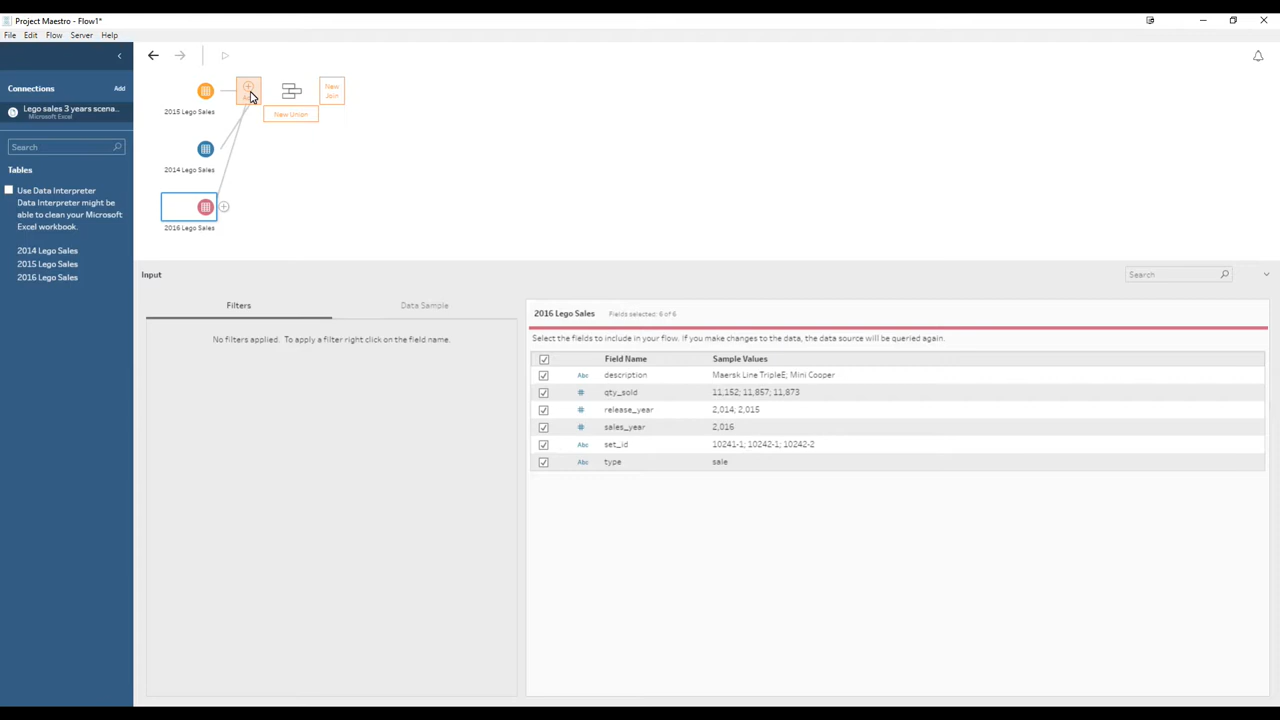 Project Maestro - Flow1*
File Edit Flow Server Help
Connections Add
Lego sales 3 years scena...
Microsoft Excel
Search
Tables
Use Data Interpreter
Data Interpreter might be
able to clean your Microsoft
Excel workbook.
2014 Lego Sales
2015 Lego Sales
2016 Lego Sales
2015 Lego Sales
New Union
New
Join
2014 Lego Sales
2016 Lego Sales
Input
Search
Filters
Data Sample
No filters applied. To apply a filter right click on the field name.
2016 Lego Sales Fields selected: 6 of 6
Select the fields to include in your flow. If you make changes to the data, the data source will be queried again.
Field Name Sample Values
Abc description Maersk Line TripleE; Mini Cooper
# qty_sold 11,152; 11,857; 11,873
# release_year 2,014; 2,015
# sales_year 2,016
Abc set_id 10241-1; 10242-1; 10242-2
Abc type sale